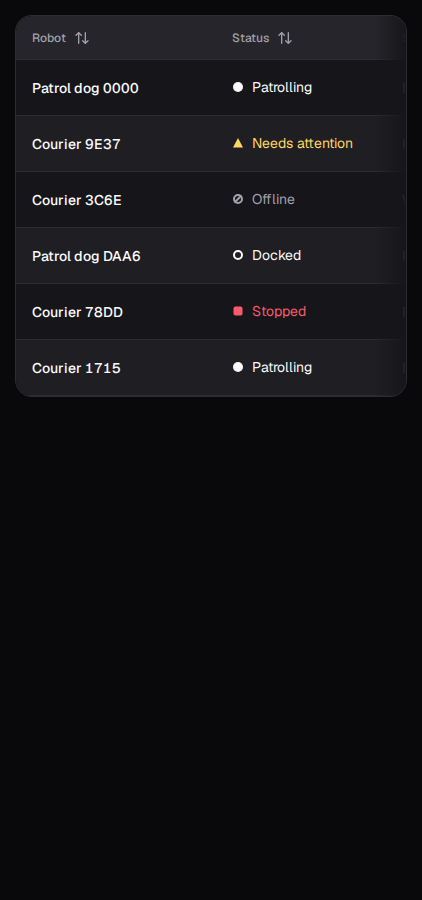 Robot Status
Patrol dog 0000 Patrolling
Courier 9E37 Needs attention
Courier 3C6E Offline
Patrol dog DAA6 Docked
Courier 78DD Stopped
Courier 1715 Patrolling